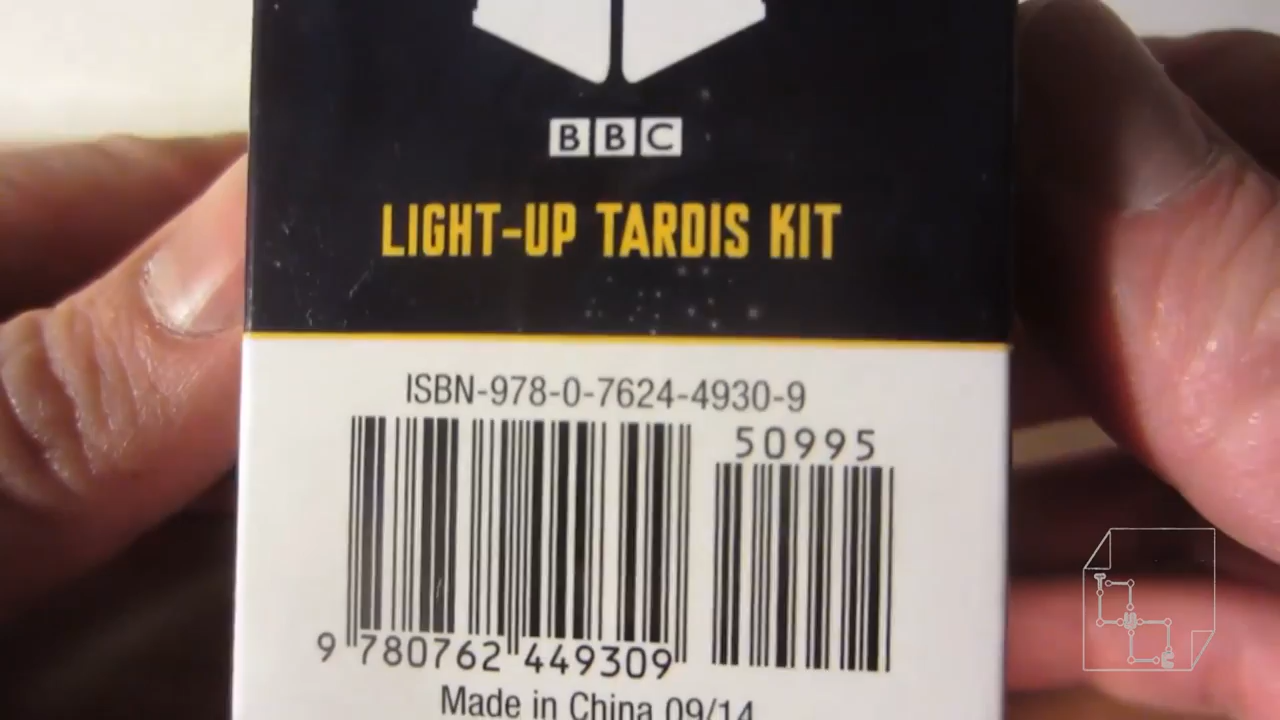 BBC
LIGHT-UP TARDIS KIT
ISBN-978-0-7624-4930-9
50995
9 780762 449309
Made in China 09/14